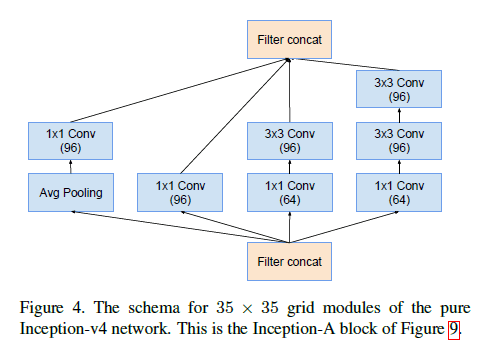 Filter concat
3x3 Conv
(96)
1x1 Conv
(96)
3x3 Conv
(96)
3x3 Conv
(96)
Avg Pooling
1x1 Conv
(96)
1x1 Conv
(64)
1x1 Conv
(64)
Filter concat
Figure 4. The schema for 35 × 35 grid modules of the pure
Inception-v4 network. This is the Inception-A block of Figure 9.